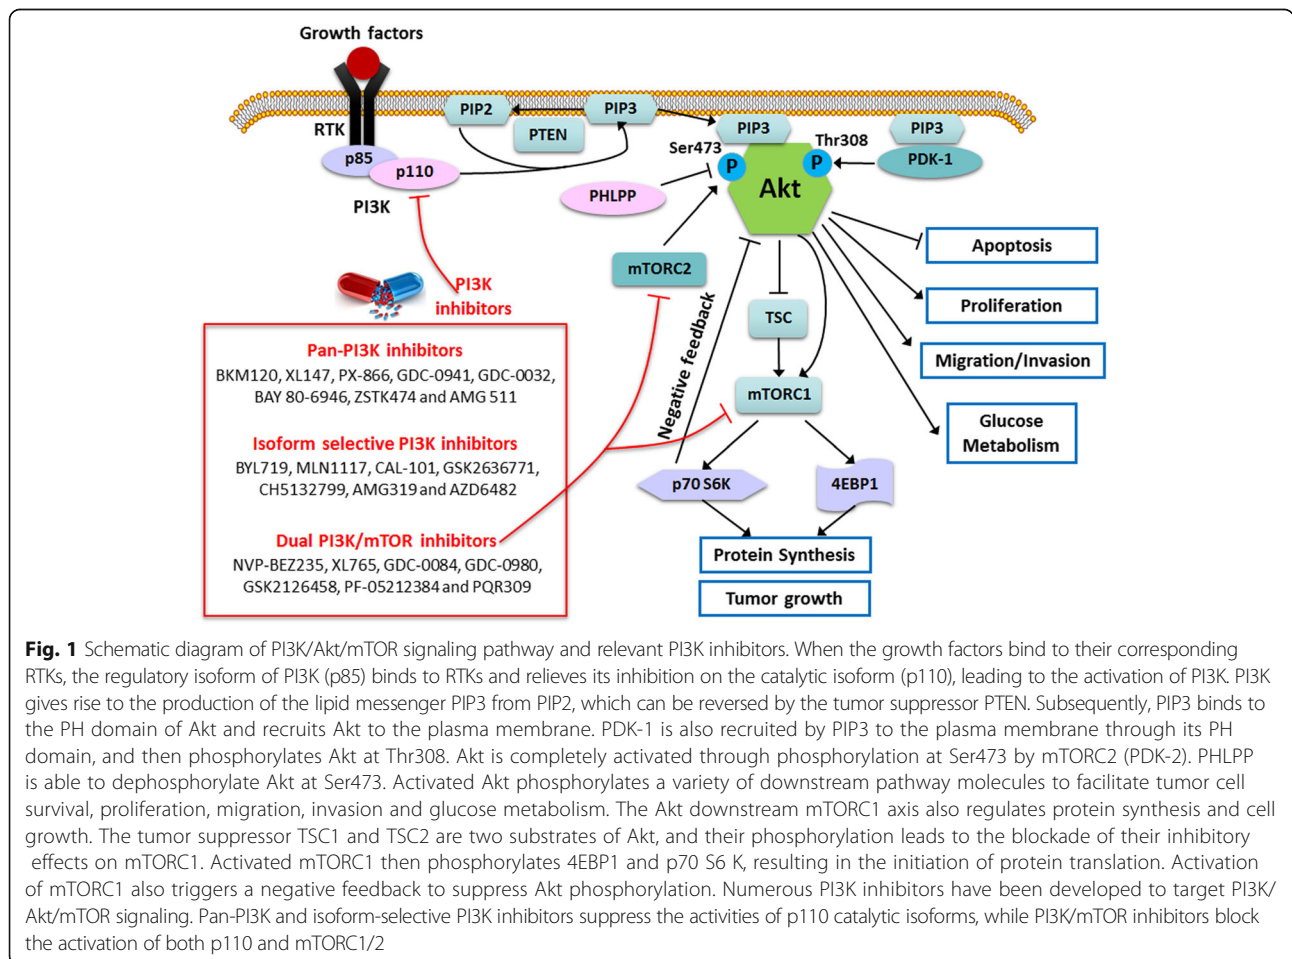 Growth factors
RTK
p85
p110
PI3K
PIP2
PTEN
PIP3
PIP3
PIP3
Ser473
Thr308
P
P
PDK-1
Akt
PHLPP
mTORC2
PI3K
inhibitors
TSC
mTORC1
Negative feedback
p70 S6K
4EBP1
Apoptosis
Proliferation
Migration/Invasion
Glucose
Metabolism
Protein Synthesis
Tumor growth
Pan-PI3K inhibitors
BKM120, XL147, PX-866, GDC-0941, GDC-0032,
BAY 80-6946, ZSTK474 and AMG 511
Isoform selective PI3K inhibitors
BYL719, MLN1117, CAL-101, GSK2636771,
CH5132799, AMG319 and AZD6482
Dual PI3K/mTOR inhibitors
NVP-BEZ235, XL765, GDC-0084, GDC-0980,
GSK2126458, PF-05212384 and PQR309
Fig. 1 Schematic diagram of PI3K/Akt/mTOR signaling pathway and relevant PI3K inhibitors. When the growth factors bind to their corresponding
RTKs, the regulatory isoform of PI3K (p85) binds to RTKs and relieves its inhibition on the catalytic isoform (p110), leading to the activation of PI3K. PI3K
gives rise to the production of the lipid messenger PIP3 from PIP2, which can be reversed by the tumor suppressor PTEN. Subsequently, PIP3 binds to
the PH domain of Akt and recruits Akt to the plasma membrane. PDK-1 is also recruited by PIP3 to the plasma membrane through its PH
domain, and then phosphorylates Akt at Thr308. Akt is completely activated through phosphorylation at Ser473 by mTORC2 (PDK-2). PHLPP
is able to dephosphorylate Akt at Ser473. Activated Akt phosphorylates a variety of downstream pathway molecules to facilitate tumor cell
survival, proliferation, migration, invasion and glucose metabolism. The Akt downstream mTORC1 axis also regulates protein synthesis and cell
growth. The tumor suppressor TSC1 and TSC2 are two substrates of Akt, and their phosphorylation leads to the blockade of their inhibitory
effects on mTORC1. Activated mTORC1 then phosphorylates 4EBP1 and p70 S6 K, resulting in the initiation of protein translation. Activation
of mTORC1 also triggers a negative feedback to suppress Akt phosphorylation. Numerous PI3K inhibitors have been developed to target PI3K/
Akt/mTOR signaling. Pan-PI3K and isoform-selective PI3K inhibitors suppress the activities of p110 catalytic isoforms, while PI3K/mTOR inhibitors block
the activation of both p110 and mTORC1/2